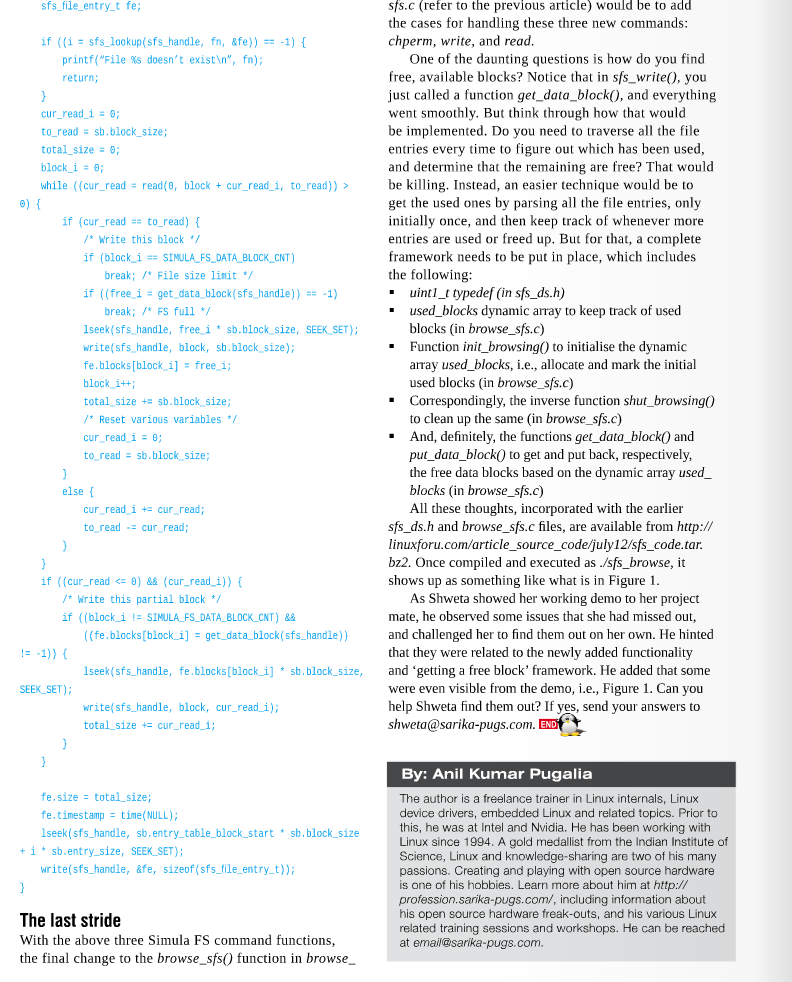 sfs_file_entry_t fe;
if ((i = sfs_lookup(sfs_handle, fn, &fe)) == -1) {
printf(“File %s doesn’t exist\n”, fn);
return;
}
cur_read_i = 0;
to_read = sb.block_size;
total_size = 0;
block_i = 0;
while ((cur_read = read(0, block + cur_read_i, to_read)) >
0) {
if (cur_read == to_read) {
/* Write this block */
if (block_i == SIMULA_FS_DATA_BLOCK_CNT)
break; /* File size limit */
if ((free_i = get_data_block(sfs_handle)) == -1)
break; /* FS full */
lseek(sfs_handle, free_i * sb.block_size, SEEK_SET);
write(sfs_handle, block, sb.block_size);
fe.blocks[block_i] = free_i;
block_i++;
total_size += sb.block_size;
/* Reset various variables */
cur_read_i = 0;
to_read = sb.block_size;
}
else {
cur_read_i += cur_read;
to_read -= cur_read;
}
}
if ((cur_read <= 0) && (cur_read_i)) {
/* Write this partial block */
if ((block_i != SIMULA_FS_DATA_BLOCK_CNT) &&
((fe.blocks[block_i] = get_data_block(sfs_handle))
!= -1)) {
lseek(sfs_handle, fe.blocks[block_i] * sb.block_size,
SEEK_SET);
write(sfs_handle, block, cur_read_i);
total_size += cur_read_i;
}
}
fe.size = total_size;
fe.timestamp = time(NULL);
lseek(sfs_handle, sb.entry_table_block_start * sb.block_size
+ i * sb.entry_size, SEEK_SET);
write(sfs_handle, &fe, sizeof(sfs_file_entry_t));
}
The last stride
With the above three Simula FS command functions,
the final change to the browse_sfs() function in browse_
sfs.c (refer to the previous article) would be to add
the cases for handling these three new commands:
chperm, write, and read.
One of the daunting questions is how do you find
free, available blocks? Notice that in sfs_write(), you
just called a function get_data_block(), and everything
went smoothly. But think through how that would
be implemented. Do you need to traverse all the file
entries every time to figure out which has been used,
and determine that the remaining are free? That would
be killing. Instead, an easier technique would be to
get the used ones by parsing all the file entries, only
initially once, and then keep track of whenever more
entries are used or freed up. But for that, a complete
framework needs to be put in place, which includes
the following:
▪ uint1_t typedef (in sfs_ds.h)
▪ used_blocks dynamic array to keep track of used
blocks (in browse_sfs.c)
▪ Function init_browsing() to initialise the dynamic
array used_blocks, i.e., allocate and mark the initial
used blocks (in browse_sfs.c)
▪ Correspondingly, the inverse function shut_browsing()
to clean up the same (in browse_sfs.c)
▪ And, definitely, the functions get_data_block() and
put_data_block() to get and put back, respectively,
the free data blocks based on the dynamic array used_
blocks (in browse_sfs.c)
All these thoughts, incorporated with the earlier
sfs_ds.h and browse_sfs.c files, are available from http://
linuxforu.com/article_source_code/july12/sfs_code.tar.
bz2. Once compiled and executed as ./sfs_browse, it
shows up as something like what is in Figure 1.
As Shweta showed her working demo to her project
mate, he observed some issues that she had missed out,
and challenged her to find them out on her own. He hinted
that they were related to the newly added functionality
and ‘getting a free block’ framework. He added that some
were even visible from the demo, i.e., Figure 1. Can you
help Shweta find them out? If yes, send your answers to
shweta@sarika-pugs.com. END
By: Anil Kumar Pugalia
The author is a freelance trainer in Linux internals, Linux
device drivers, embedded Linux and related topics. Prior to
this, he was at Intel and Nvidia. He has been working with
Linux since 1994. A gold medallist from the Indian Institute of
Science, Linux and knowledge-sharing are two of his many
passions. Creating and playing with open source hardware
is one of his hobbies. Learn more about him at http://
profession.sarika-pugs.com/, including information about
his open source hardware freak-outs, and his various Linux
related training sessions and workshops. He can be reached
at email@sarika-pugs.com.